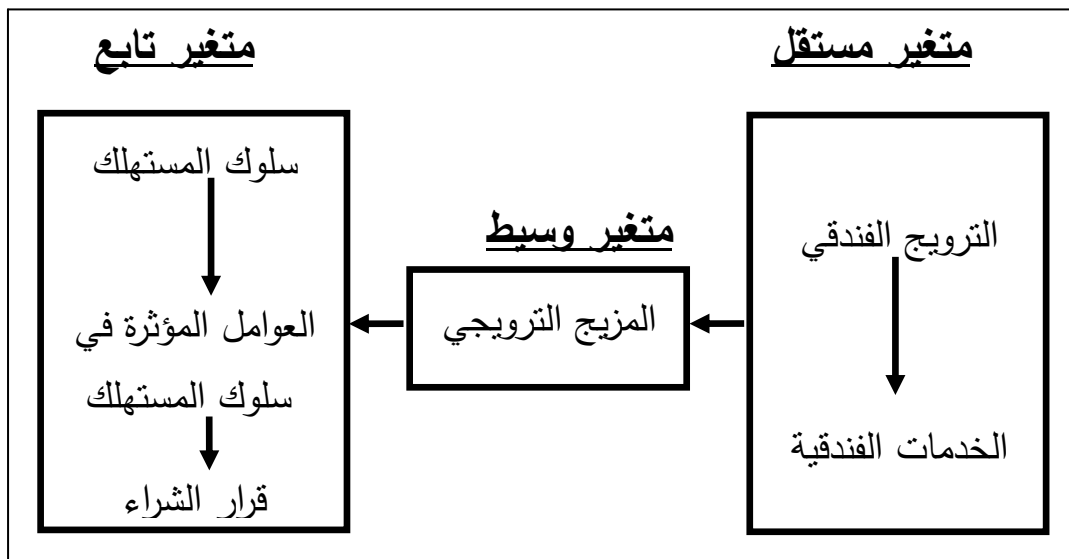 متغير مستقل
الترويج الفندقي
الخدمات الفندقية
متغير وسيط
المزيج الترويجي
متغير تابع
سلوك المستهلك
العوامل المؤثرة في
سلوك المستهلك
قرار الشراء